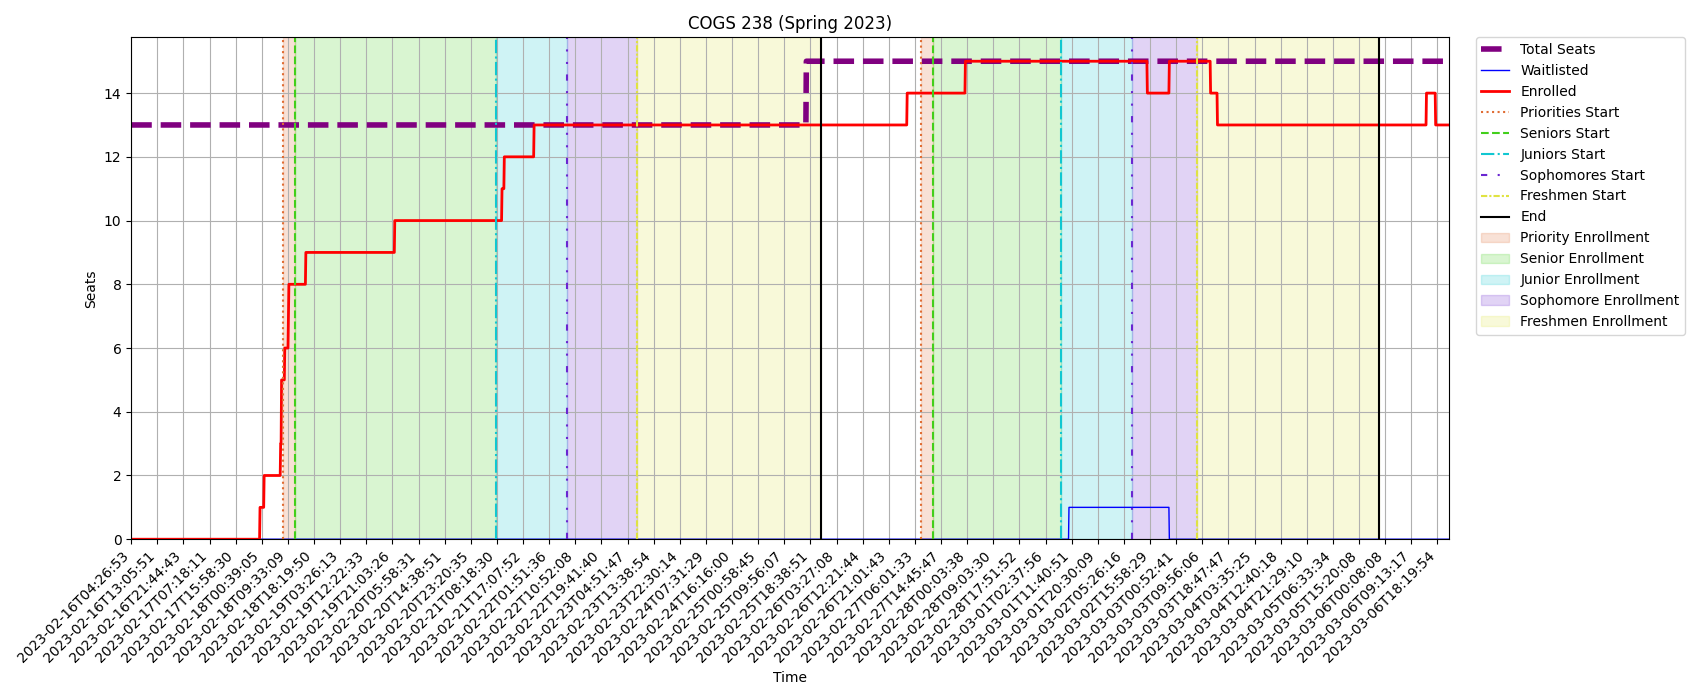 COGS 238 (Spring 2023)
Seats
14
12
10
8
6
4
2
0
2023-02-16T04:26:53
2023-02-16T13:05:51
2023-02-16T21:44:43
2023-02-17T07:18:11
2023-02-17T15:58:30
2023-02-18T00:39:05
2023-02-18T09:33:09
2023-02-18T18:19:50
2023-02-19T03:26:13
2023-02-19T12:22:33
2023-02-19T21:03:26
2023-02-20T05:58:31
2023-02-20T14:38:51
2023-02-20T23:20:35
2023-02-21T08:18:30
2023-02-21T17:07:52
2023-02-22T01:51:36
2023-02-22T10:52:08
2023-02-22T19:41:40
2023-02-23T04:51:47
2023-02-23T13:38:54
2023-02-23T22:30:14
2023-02-24T07:31:29
2023-02-24T16:16:00
2023-02-25T00:58:45
2023-02-25T09:56:07
2023-02-25T18:38:51
2023-02-26T03:27:08
2023-02-26T12:21:44
2023-02-26T21:01:43
2023-02-27T06:01:33
2023-02-27T14:45:47
2023-02-28T00:03:38
2023-02-28T09:03:30
2023-02-28T17:51:52
2023-03-01T02:37:56
2023-03-01T11:40:51
2023-03-01T20:30:09
2023-03-02T05:26:16
2023-03-02T15:58:29
2023-03-03T00:52:41
2023-03-03T09:56:06
2023-03-03T18:47:47
2023-03-04T03:35:25
2023-03-04T12:40:18
2023-03-04T21:29:10
2023-03-05T06:33:34
2023-03-05T15:20:08
2023-03-06T00:08:08
2023-03-06T09:13:17
2023-03-06T18:19:54
Time
Total Seats
Waitlisted
Enrolled
Priorities Start
Seniors Start
Juniors Start
Sophomores Start
Freshmen Start
End
Priority Enrollment
Senior Enrollment
Junior Enrollment
Sophomore Enrollment
Freshmen Enrollment